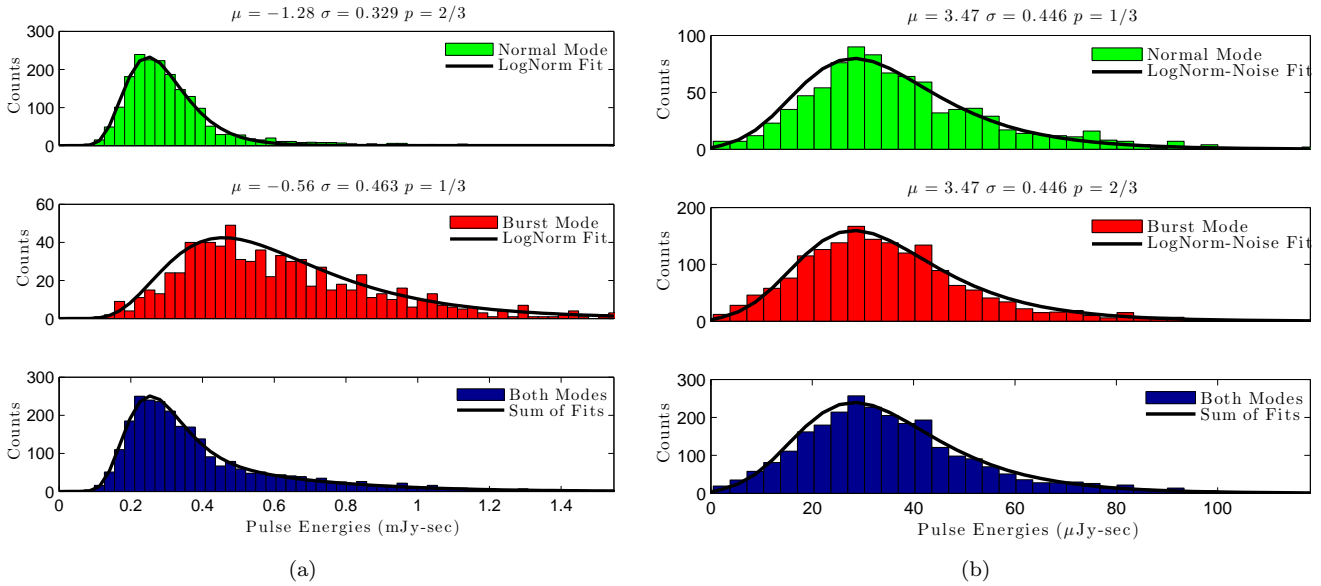 μ = −1.28 σ = 0.329 p = 2/3
300
200
100
0
Counts
Normal Mode
LogNorm Fit
μ = −0.56 σ = 0.463 p = 1/3
60
40
20
0
Counts
Burst Mode
LogNorm Fit
300
200
100
0
Counts
Both Modes
Sum of Fits
0 0.2 0.4 0.6 0.8 1 1.2 1.4
Pulse Energies (mJy-sec)
(a)
μ = 3.47 σ = 0.446 p = 1/3
100
50
0
Counts
Normal Mode
LogNorm-Noise Fit
μ = 3.47 σ = 0.446 p = 2/3
200
100
0
Counts
Burst Mode
LogNorm-Noise Fit
300
200
100
0
Counts
Both Modes
Sum of Fits
0 20 40 60 80 100
Pulse Energies (μJy-sec)
(b)